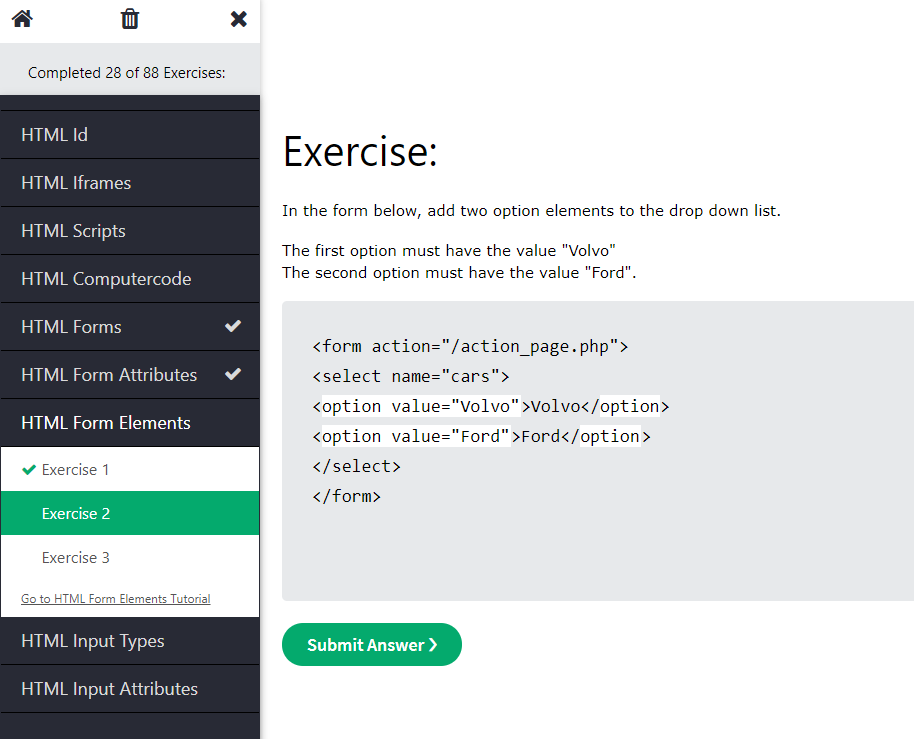 Completed 28 of 88 Exercises:
HTML Id
HTML Iframes
HTML Scripts
HTML Computercode
HTML Forms
HTML Form Attributes
HTML Form Elements
Exercise 1
Exercise 2
Exercise 3
Go to HTML Form Elements Tutorial
HTML Input Types
HTML Input Attributes
Exercise:
In the form below, add two option elements to the drop down list.
The first option must have the value "Volvo"
The second option must have the value "Ford".
<form action="/action_page.php">
<select name="cars">
<option value="Volvo">Volvo</option>
<option value="Ford">Ford</option>
</select>
</form>
Submit Answer ❯